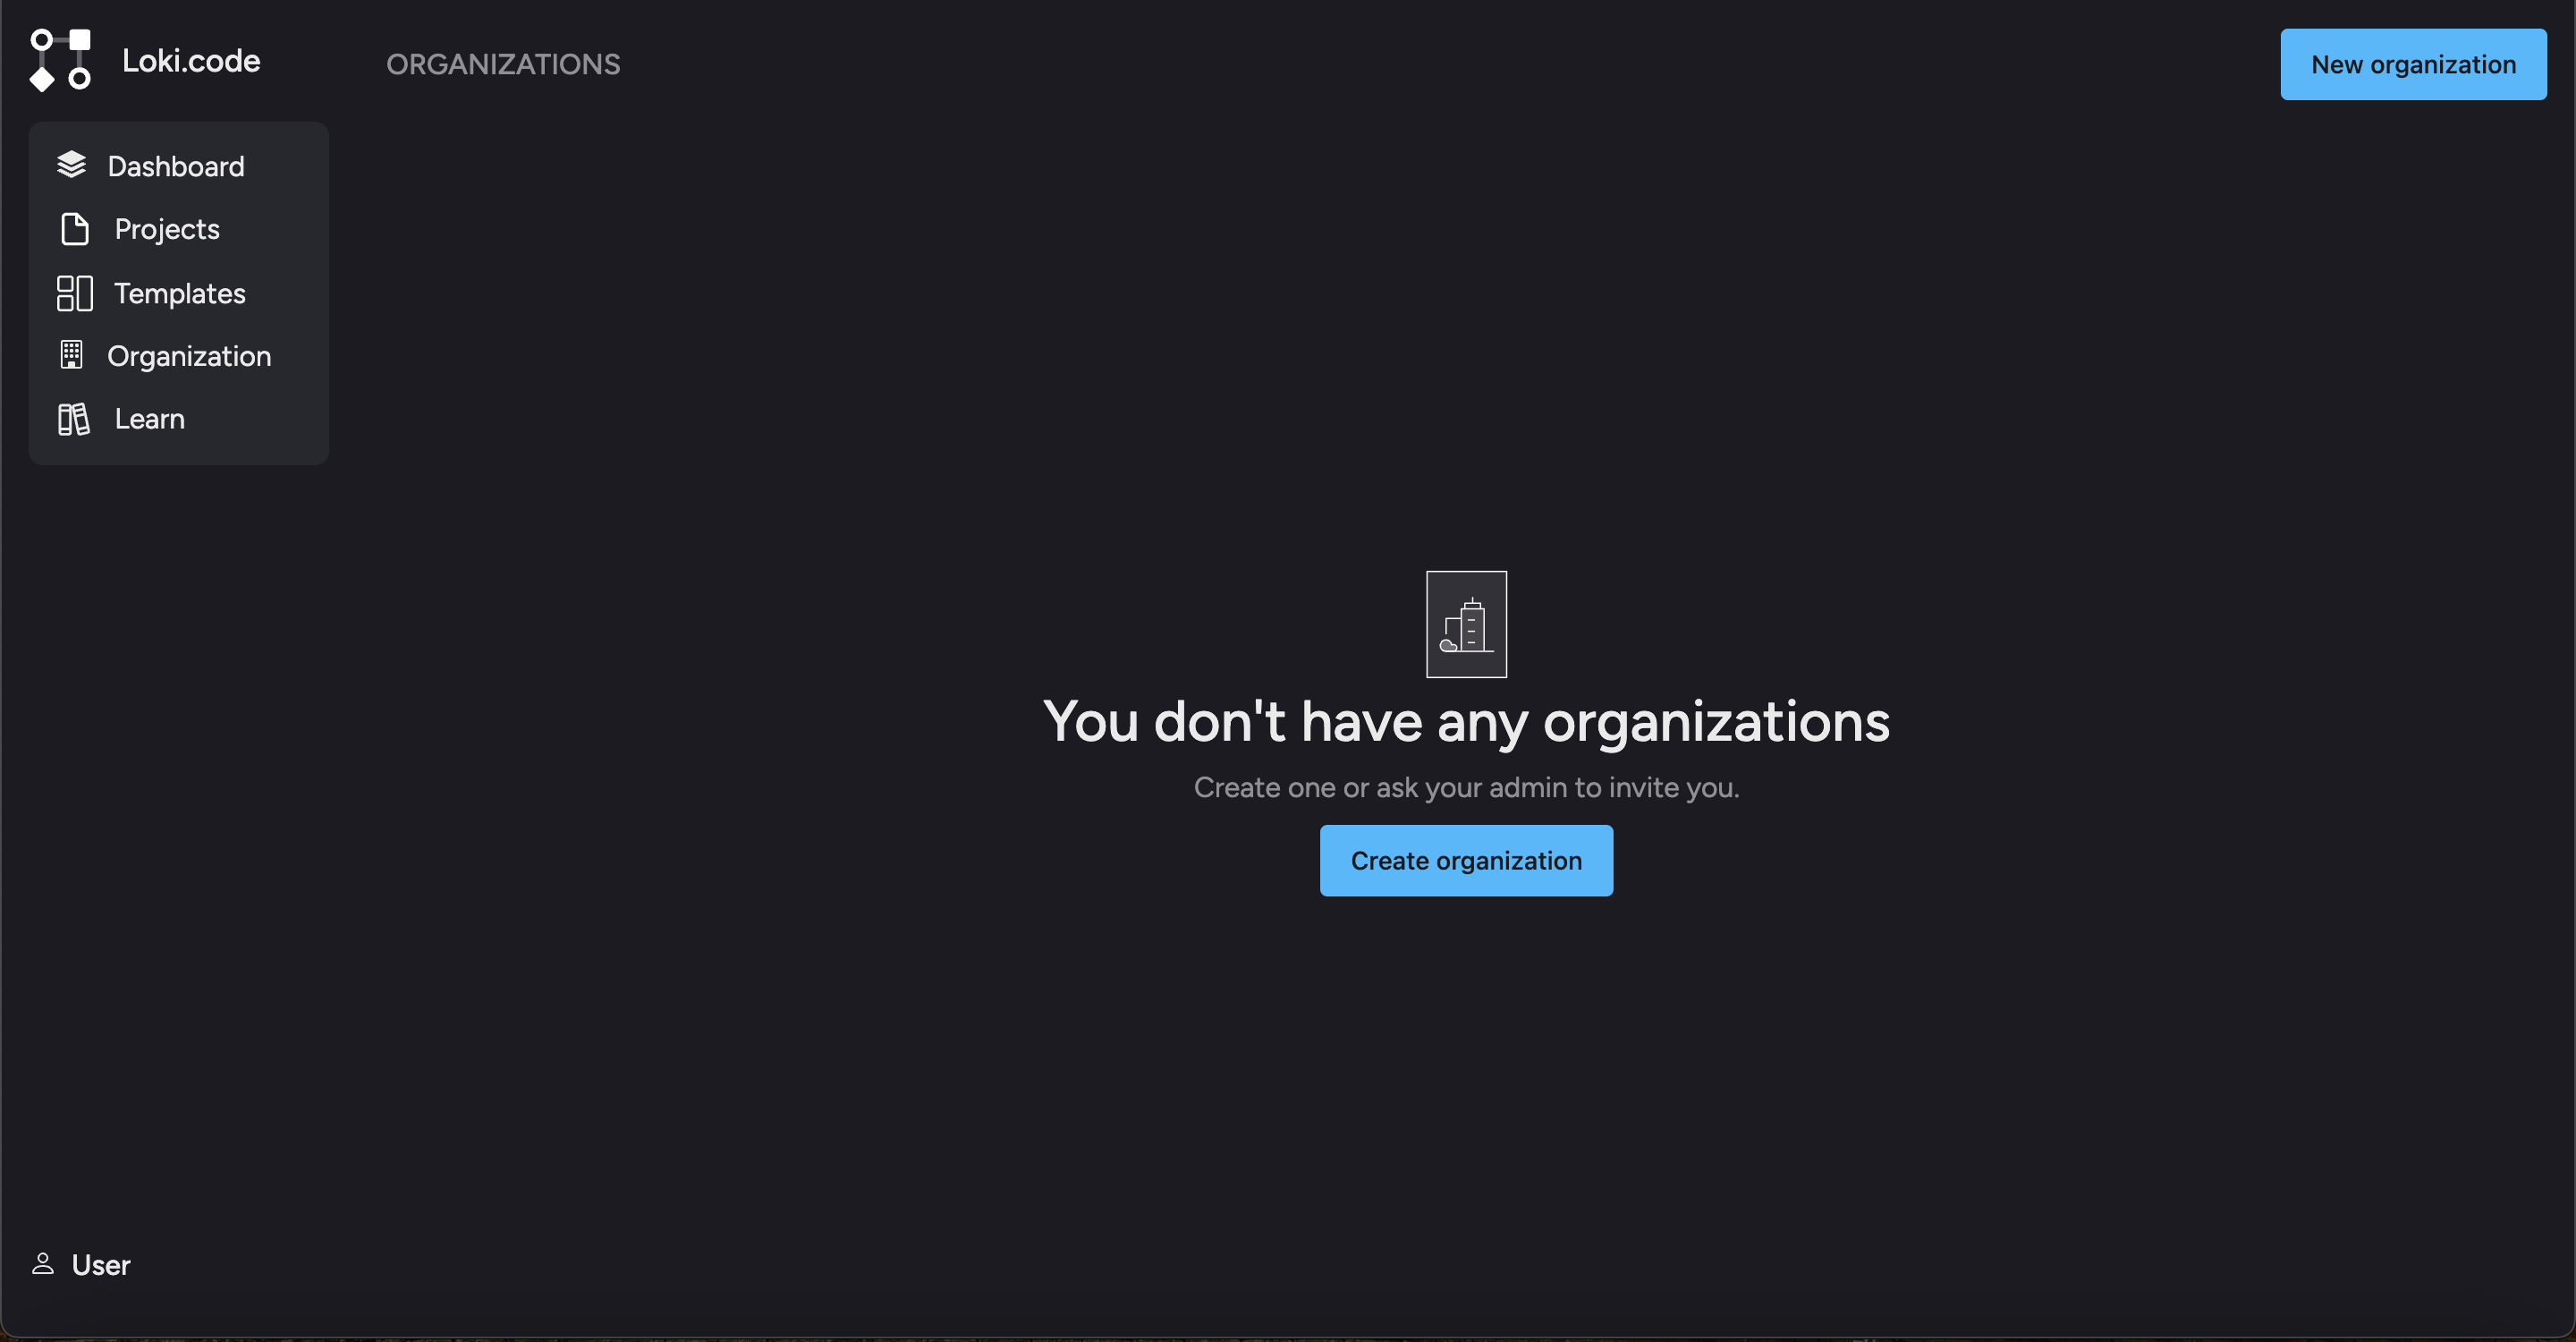 Loki.code
ORGANIZATIONS
New organization
Dashboard
Projects
Templates
Organization
Learn
You don't have any organizations
Create one or ask your admin to invite you.
Create organization
User